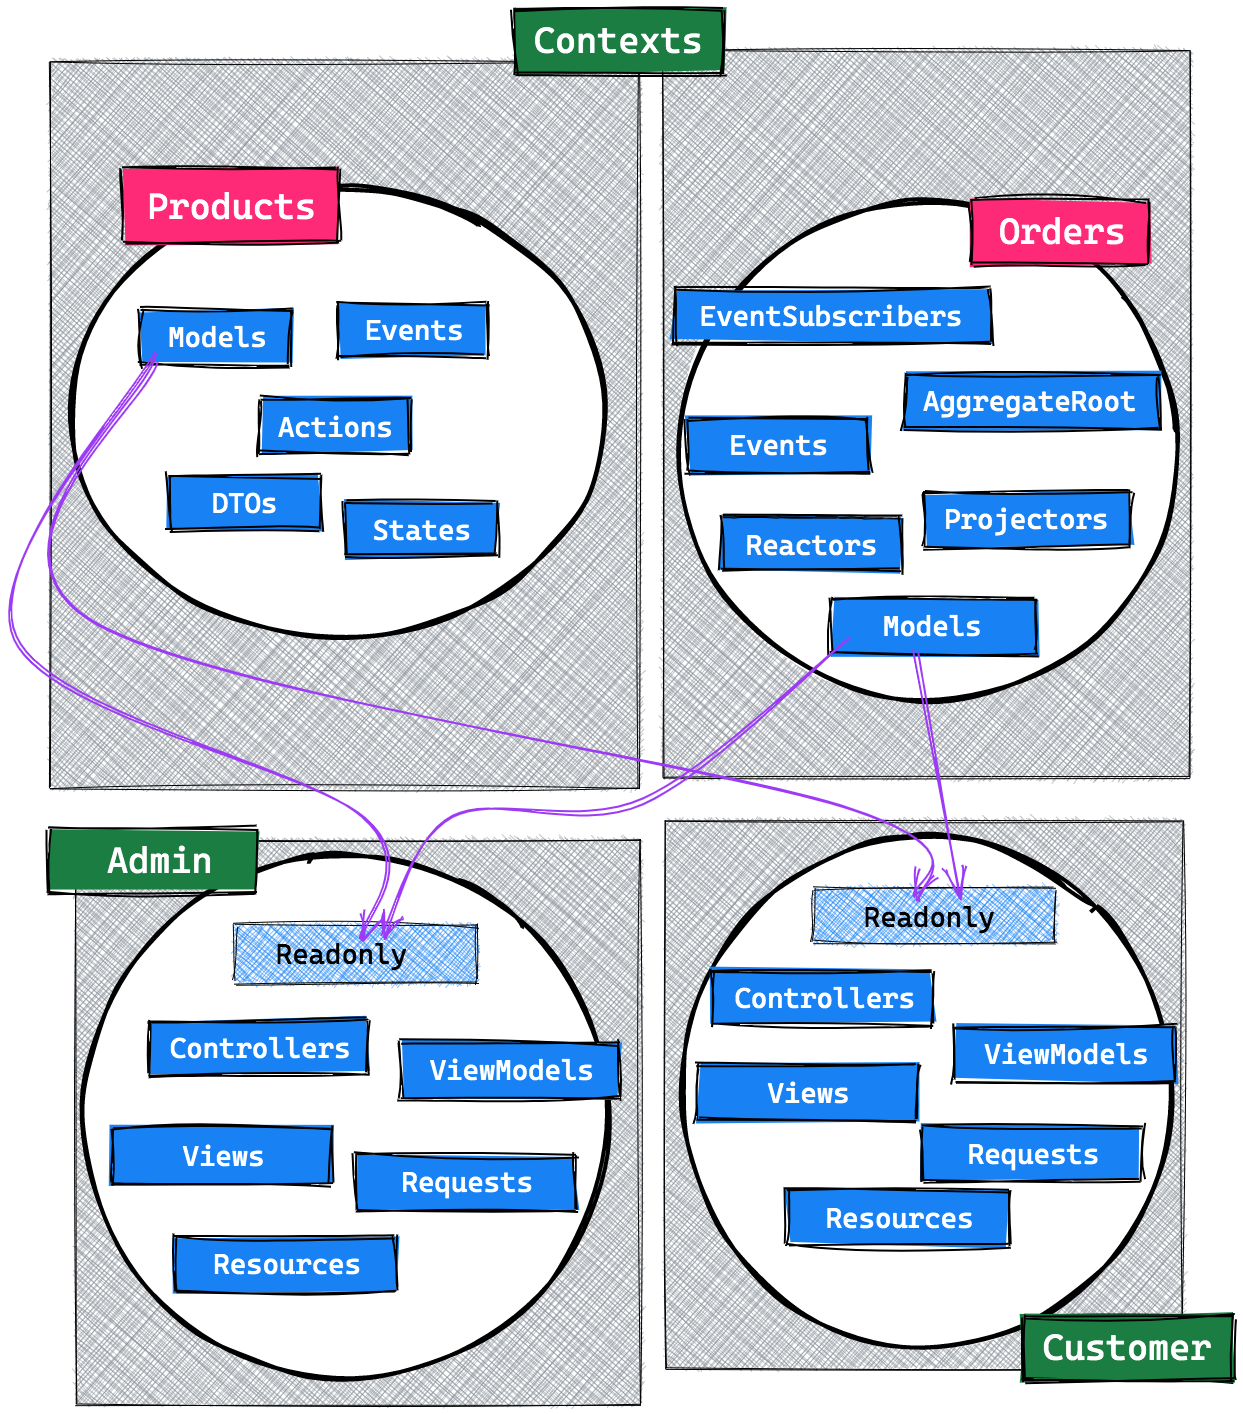 Contexts
Products
Models
Events
Actions
DTOs
States
Orders
EventSubscribers
AggregateRoot
Events
Projectors
Reactors
Models
Admin
Readonly
Controllers
ViewModels
Views
Requests
Resources
Readonly
Controllers
ViewModels
Views
Requests
Resources
Customer